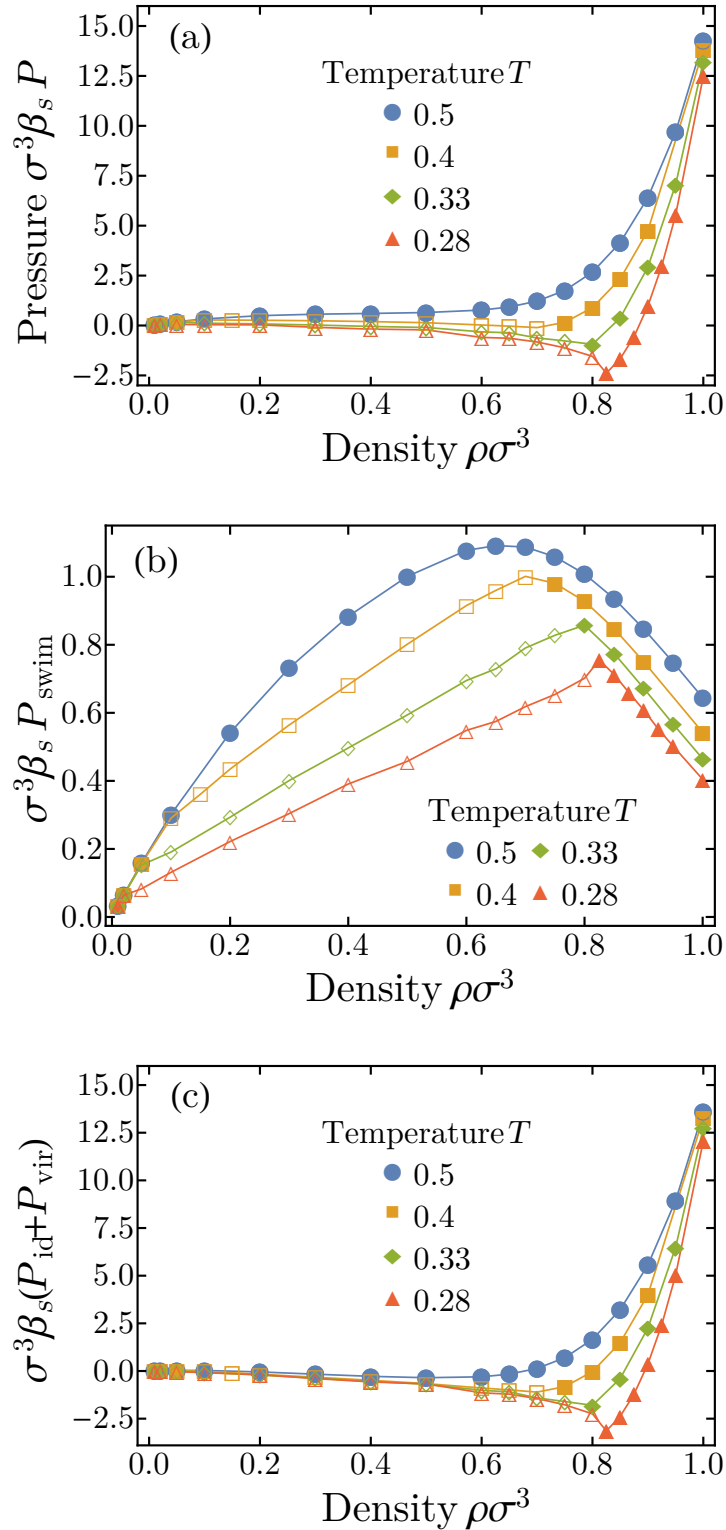 (a)
Pressure σ³βₛ P
15.0
12.5
10.0
7.5
5.0
2.5
0.0
−2.5
Temperature T
0.5
0.4
0.33
0.28
0.0 0.2 0.4 0.6 0.8 1.0
Density ρσ³
(b)
σ³βₛ P_swim
1.0
0.8
0.6
0.4
0.2
0.0
Temperature T
0.5 0.33
0.4 0.28
0.0 0.2 0.4 0.6 0.8 1.0
Density ρσ³
(c)
σ³βₛ(P_id+P_vir)
15.0
12.5
10.0
7.5
5.0
2.5
0.0
−2.5
Temperature T
0.5
0.4
0.33
0.28
0.0 0.2 0.4 0.6 0.8 1.0
Density ρσ³